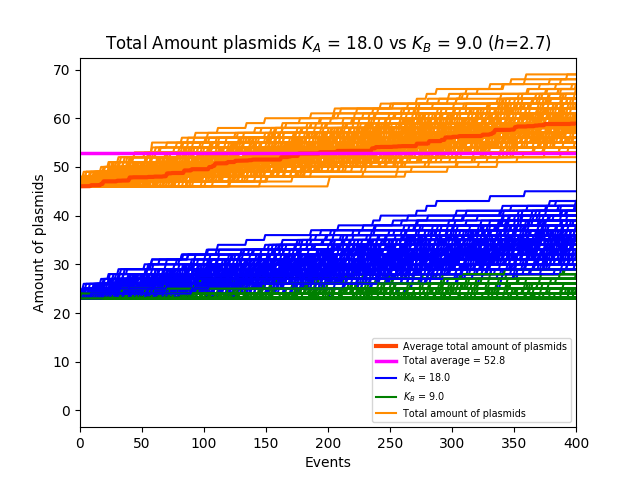 Total Amount plasmids K_A = 18.0 vs K_B = 9.0 (h=2.7)
Amount of plasmids
70
60
50
40
30
20
10
0
Average total amount of plasmids
Total average = 52.8
K_A = 18.0
K_B = 9.0
Total amount of plasmids
0 50 100 150 200 250 300 350 400
Events